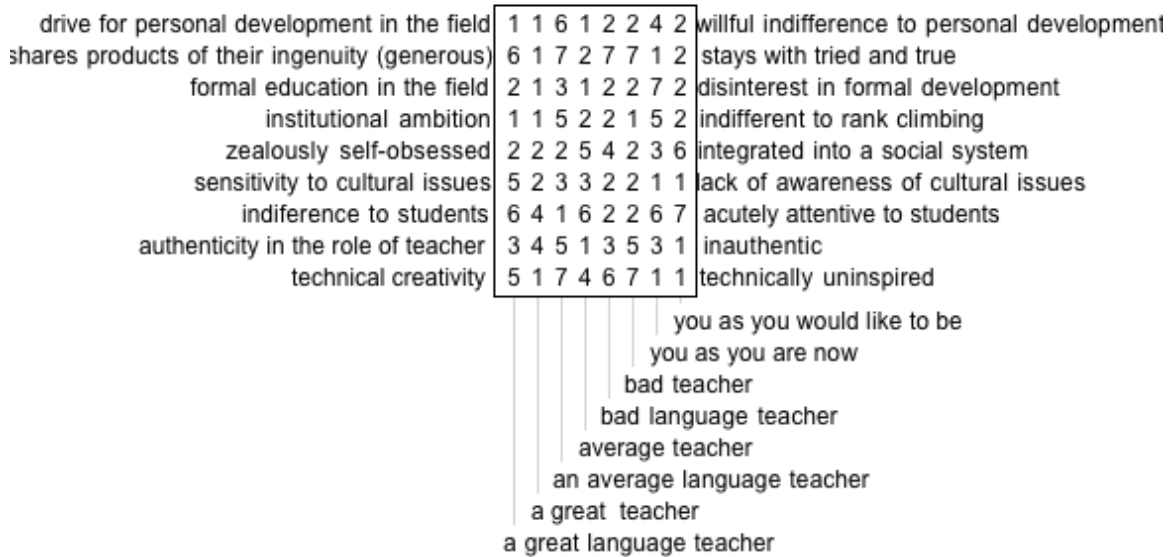 drive for personal development in the field 1 1 6 1 2 2 4 2 willful indifference to personal development
shares products of their ingenuity (generous) 6 1 7 2 7 7 1 2 stays with tried and true
formal education in the field 2 1 3 1 2 2 7 2 disinterest in formal development
institutional ambition 1 1 5 2 2 1 5 2 indifferent to rank climbing
zealously self-obsessed 2 2 2 5 4 2 3 6 integrated into a social system
sensitivity to cultural issues 5 2 3 3 2 2 1 1 lack of awareness of cultural issues
indiference to students 6 4 1 6 2 2 6 7 acutely attentive to students
authenticity in the role of teacher 3 4 5 1 3 5 3 1 inauthentic
technical creativity 5 1 7 4 6 7 1 1 technically uninspired
you as you would like to be
you as you are now
bad teacher
bad language teacher
average teacher
an average language teacher
a great teacher
a great language teacher